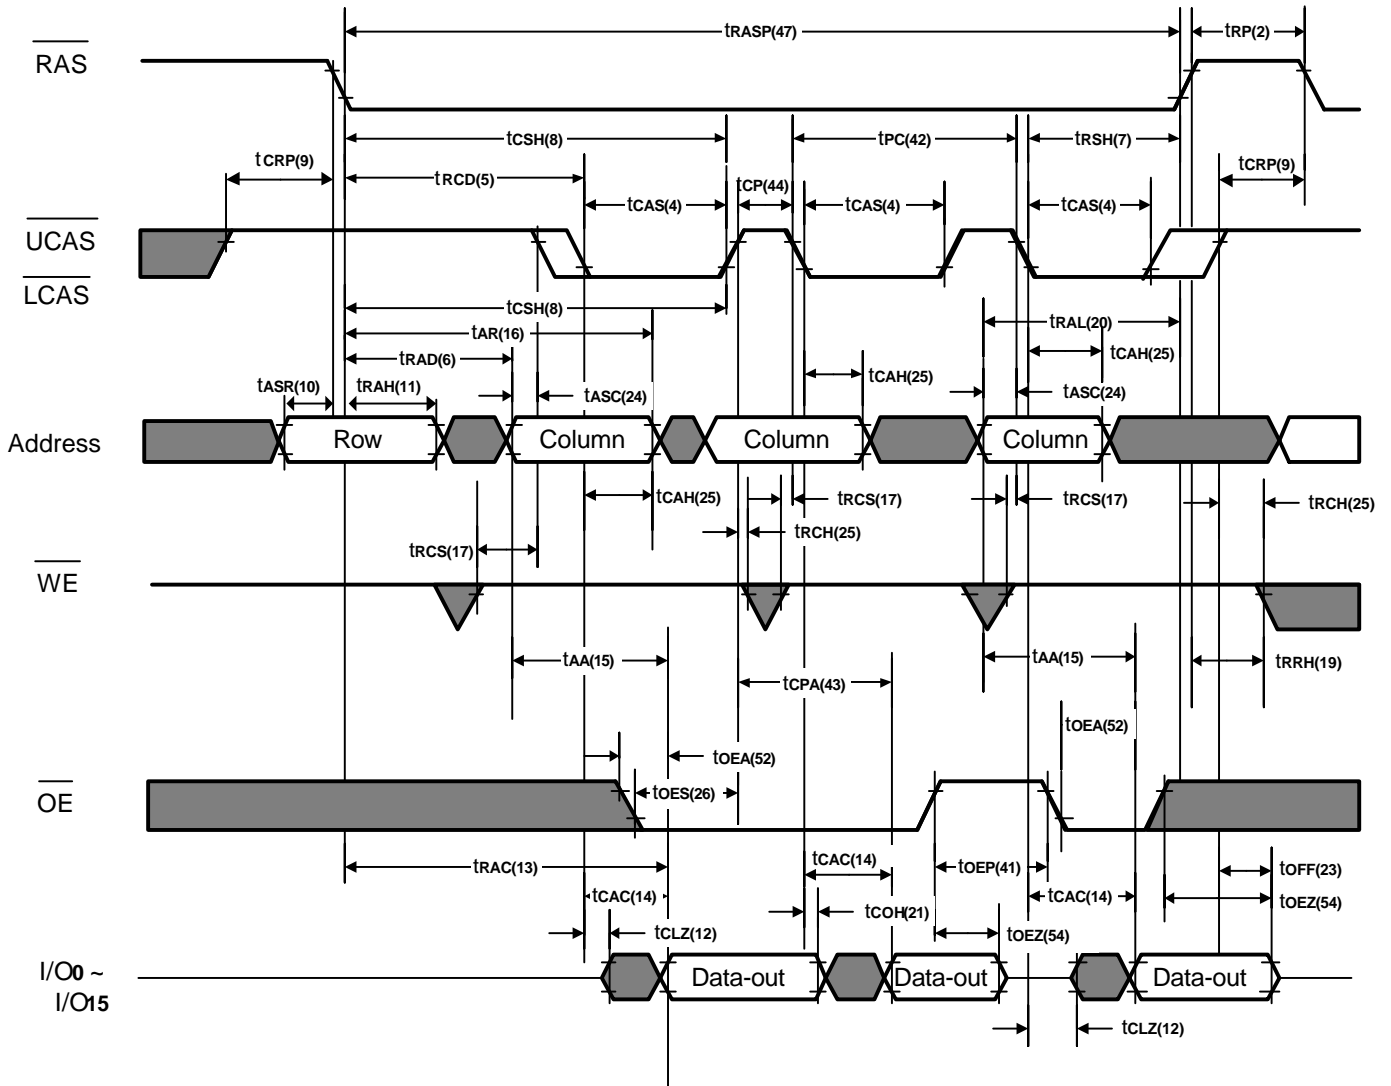 tRASP(47)
tRP(2)
RAS
tCSH(8)
tPC(42)
tRSH(7)
tCRP(9)
tRCD(5)
tCP(44)
tCRP(9)
tCAS(4)
tCAS(4)
tCAS(4)
UCAS
LCAS
tCSH(8)
tAR(16)
tRAL(20)
tRAD(6)
tCAH(25)
tCAH(25)
tASR(10)
tRAH(11)
tASC(24)
tASC(24)
Address
Row
Column
Column
Column
tCAH(25)
tRCS(17)
tRCS(17)
tRCH(25)
tRCH(25)
tRCS(17)
WE
tAA(15)
tAA(15)
tRRH(19)
tCPA(43)
tOEA(52)
tOEA(52)
OE
tOES(26)
tRAC(13)
tCAC(14)
tOEP(41)
tOFF(23)
tCAC(14)
tCAC(14)
tOEZ(54)
tCOH(21)
tCLZ(12)
tOEZ(54)
I/O0 ~
I/O15
Data-out
Data-out
Data-out
tCLZ(12)